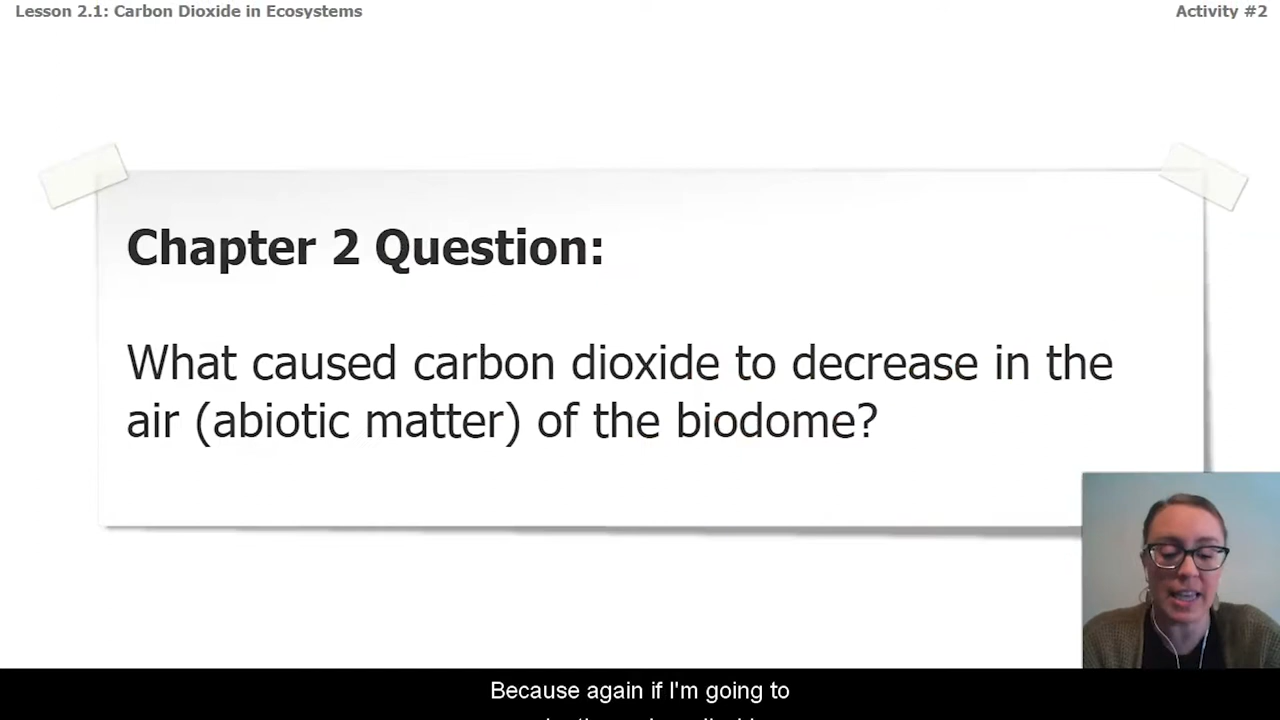 Lesson 2.1: Carbon Dioxide in Ecosystems
Activity #2
Chapter 2 Question:
What caused carbon dioxide to decrease in the
air (abiotic matter) of the biodome?
Because again if I'm going to